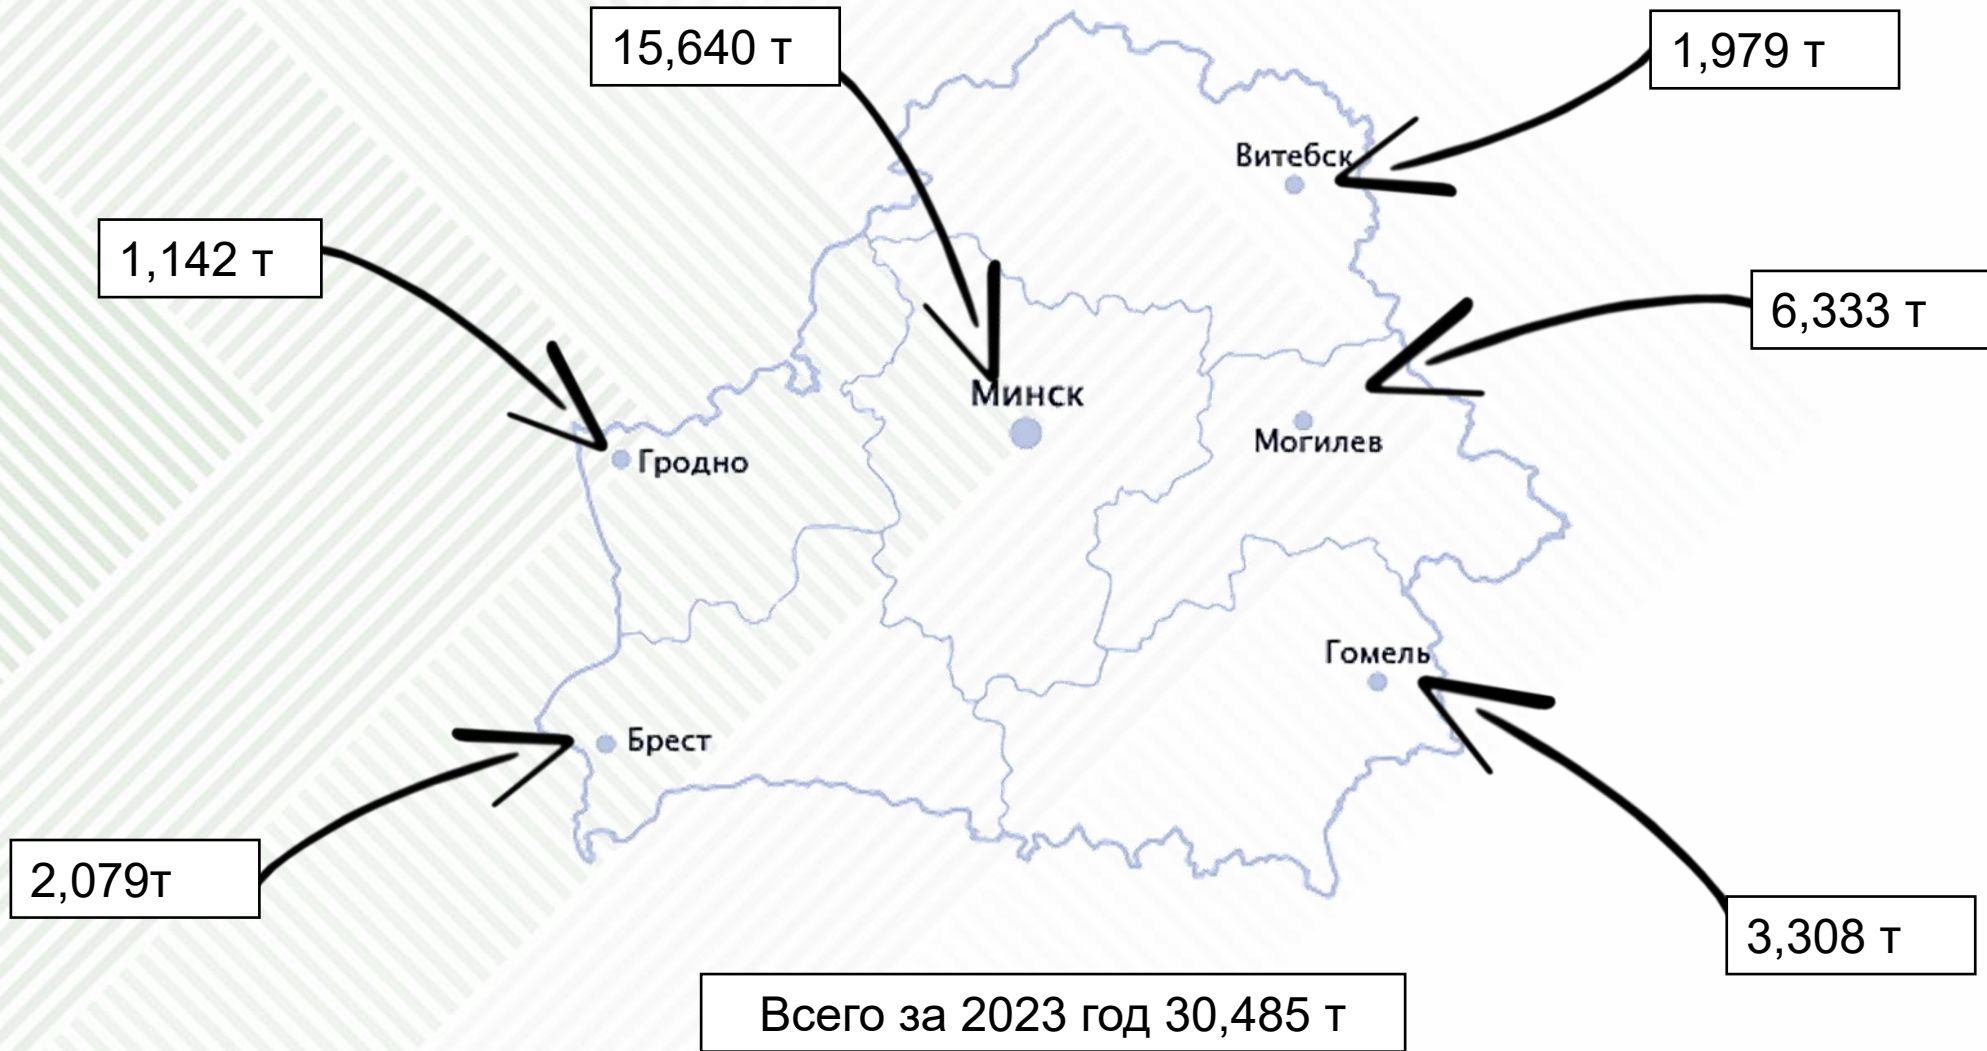 15,640 т
1,979 т
Витебск
1,142 т
6,333 т
Минск
Могилев
Гродно
Гомель
Брест
2,079т
3,308 т
Всего за 2023 год 30,485 т